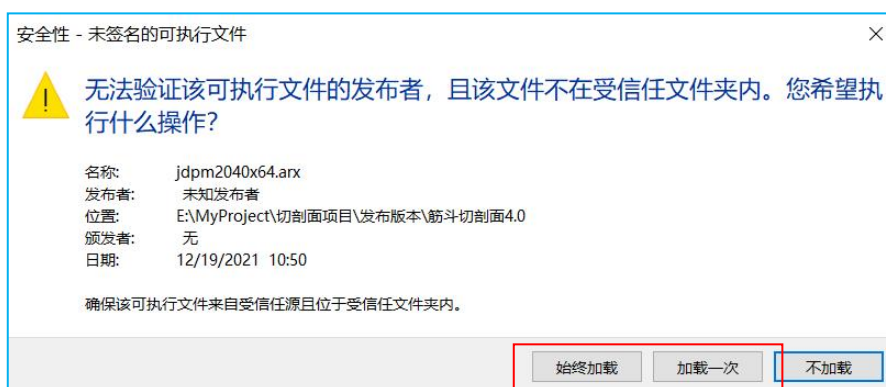 安全性 - 未签名的可执行文件
无法验证该可执行文件的发布者，且该文件不在受信任文件夹内。您希望执
行什么操作?
名称: jdpm2040x64.arx
发布者: 未知发布者
位置: E:\MyProject\切剖面项目\发布版本\筋斗切剖面4.0
颁发者: 无
日期: 12/19/2021 10:50
确保该可执行文件来自受信任源且位于受信任文件夹内。
始终加载 加载一次 不加载